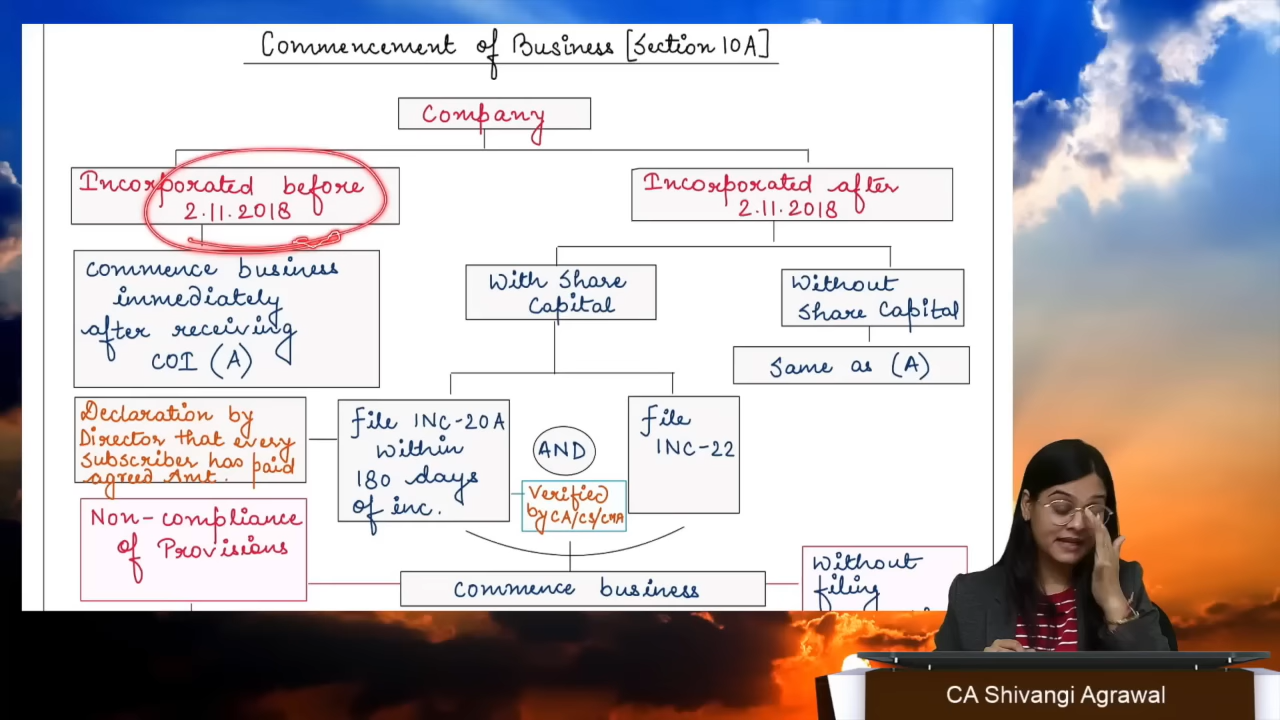 Commencement of Business [Section 10A]
Company
Incorporated before
2.11.2018
Incorporated after
2.11.2018
Commence business
immediately
after receiving
COI (A)
With Share
Capital
Without
Share Capital
Same as (A)
Declaration by
Director that every
Subscriber has paid
agreed Amt.
File INC-20A
within
180 days
of inc.
AND
File
INC-22
Verified
by CA/CS/CMA
Non-compliance
of Provisions
Commence business
Without
filing
CA Shivangi Agrawal